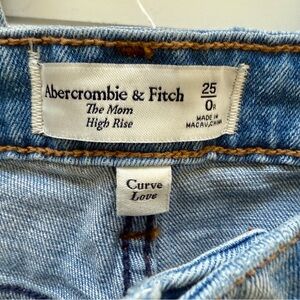 Abercrombie & Fitch
The Mom
High Rise
25
0R
MADE IN
MACAU, CHINA
Curve
Love